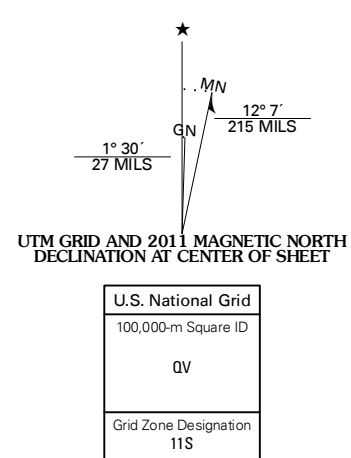 ★
MN
GN
12° 7´
215 MILS
1° 30´
27 MILS
UTM GRID AND 2011 MAGNETIC NORTH
DECLINATION AT CENTER OF SHEET
U.S. National Grid
100,000-m Square ID
QV
Grid Zone Designation
11S